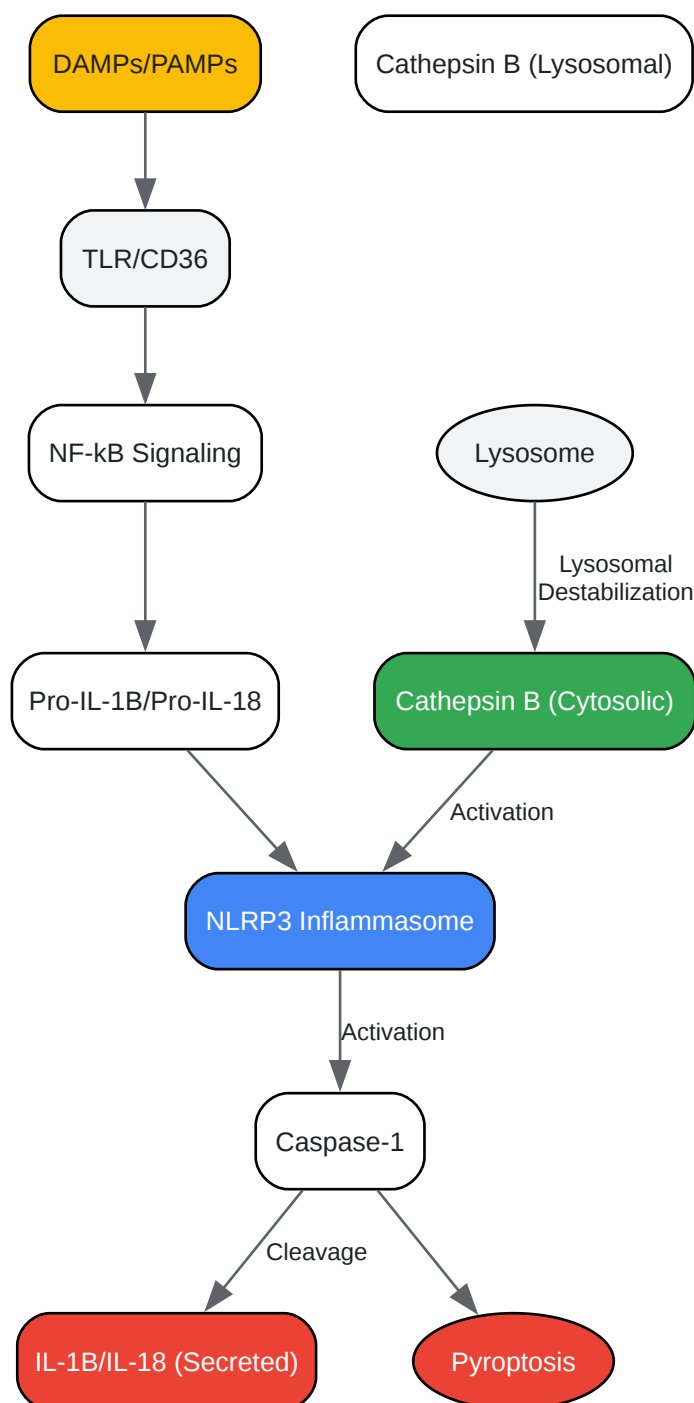 DAMPs/PAMPs
Cathepsin B (Lysosomal)
TLR/CD36
NF-kB Signaling
Lysosome
Lysosomal
Destabilization
Pro-IL-1B/Pro-IL-18
Cathepsin B (Cytosolic)
Activation
NLRP3 Inflammasome
Activation
Caspase-1
Cleavage
IL-1B/IL-18 (Secreted)
Pyroptosis